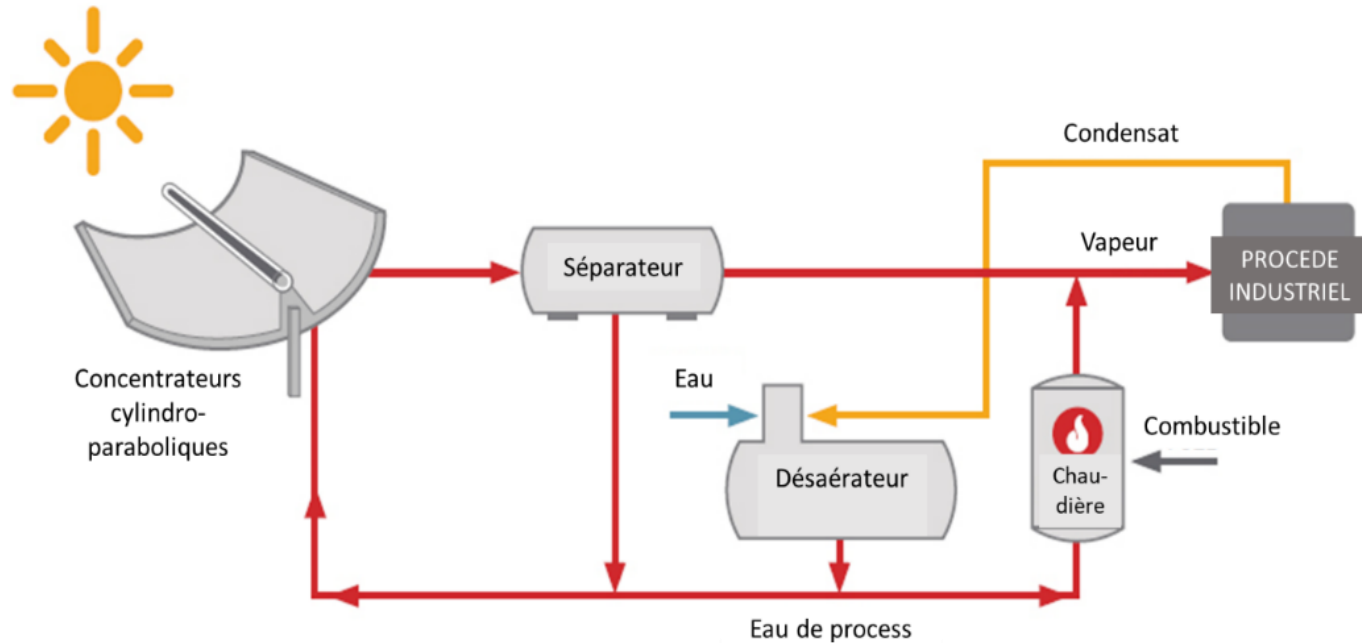 Condensat
Vapeur
PROCEDE
INDUSTRIEL
Séparateur
Concentrateurs
cylindro-
paraboliques
Eau
Désaérateur
Combustible
Chau-
dière
Eau de process